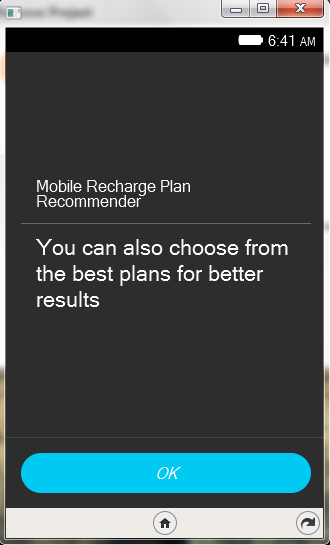 6:41 AM
Mobile Recharge Plan
Recommender
You can also choose from
the best plans for better
results
OK